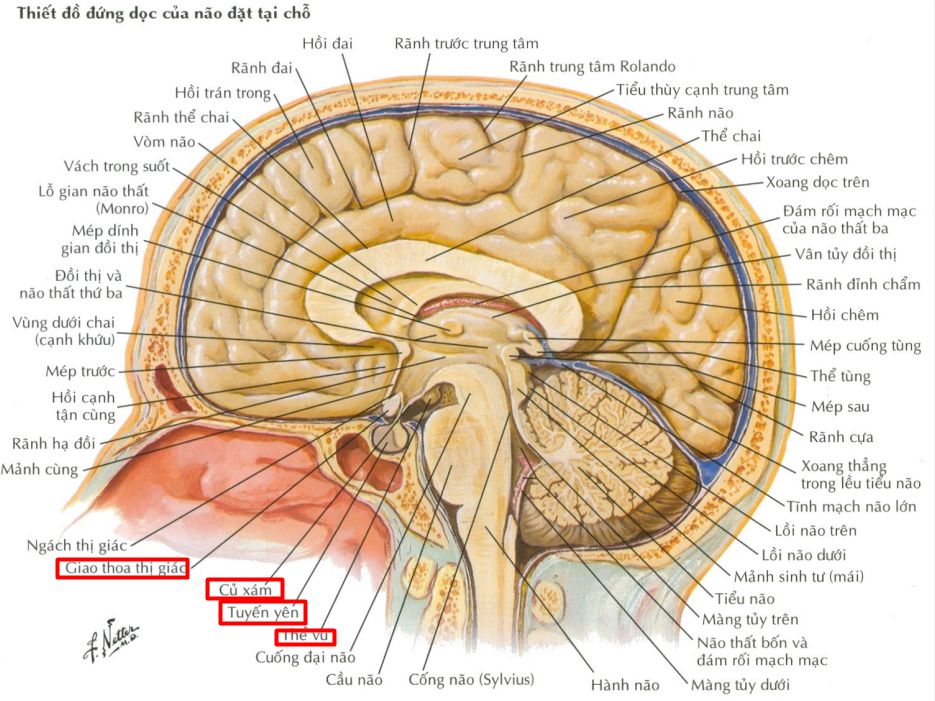 Thiết đồ đứng dọc của não đặt tại chỗ
Hồi đai
Rãnh trước trung tâm
Rãnh đai
Rãnh trung tâm Rolando
Hồi trán trong
Tiểu thùy cạnh trung tâm
Rãnh thể chai
Rãnh não
Vòm não
Thể chai
Vách trong suốt
Hồi trước chêm
Lỗ gian não thất
(Monro)
Xoang dọc trên
Mép dính
gian đồi thị
Đám rối mạch mạc
của não thất ba
Vân tủy đồi thị
Đồi thị và
não thất thứ ba
Rãnh đỉnh chẩm
Hồi chêm
Vùng dưới chai
(cạnh khứu)
Mép cuống tùng
Mép trước
Thể tùng
Hồi cạnh
tận cùng
Mép sau
Rãnh hạ đồi
Rãnh cựa
Mảnh cùng
Xoang thẳng
trong lều tiểu não
Tĩnh mạch não lớn
Lồi não trên
Ngách thị giác
Lồi não dưới
Giao thoa thị giác
Mảnh sinh tư (mái)
Củ xám
Tiểu não
Tuyến yên
Màng tủy trên
Thể vú
Não thất bốn và
đám rối mạch mạc
Cuống đại não
Cầu não
Cống não (Sylvius)
Hành não
Màng tủy dưới
F. Netter
M.D.